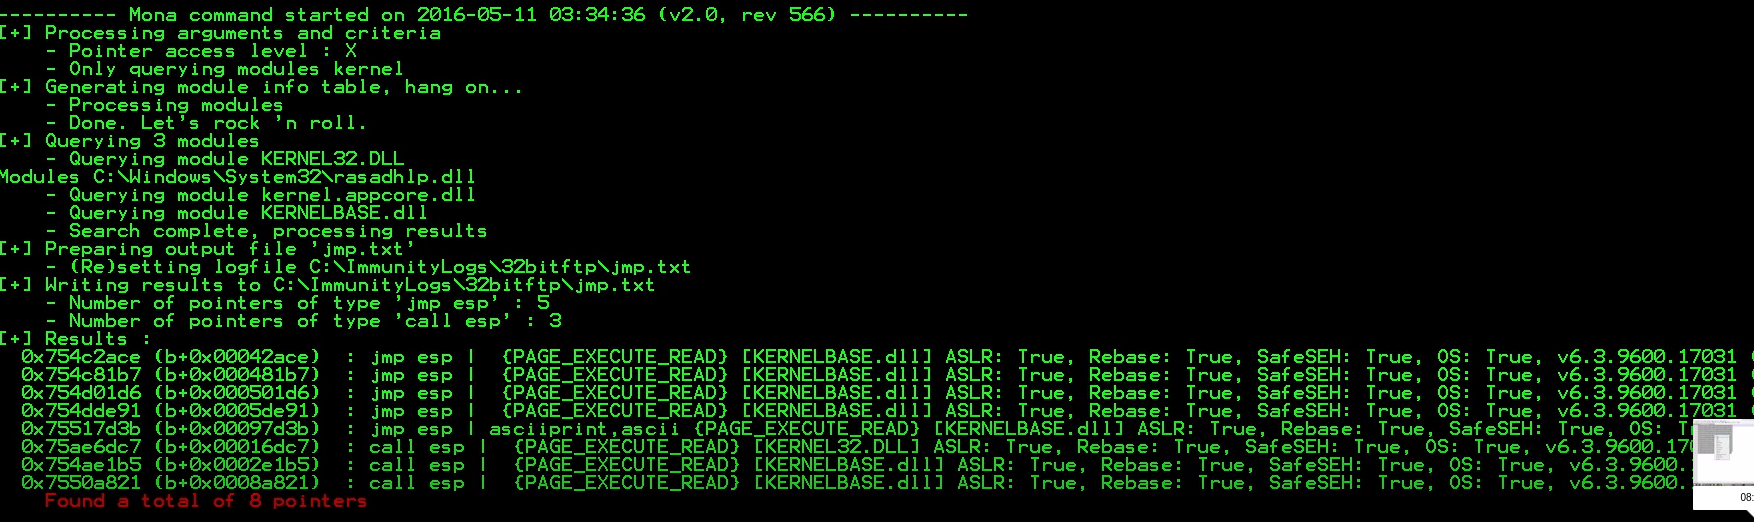 ---------- Mona command started on 2016-05-11 03:34:36 (v2.0, rev 566) ----------
[+] Processing arguments and criteria
    - Pointer access level : X
    - Only querying modules kernel
[+] Generating module info table, hang on...
    - Processing modules
    - Done. Let's rock 'n roll.
[+] Querying 3 modules
    - Querying module KERNEL32.DLL
Modules C:\Windows\System32\rasadhlp.dll
    - Querying module kernel.appcore.dll
    - Querying module KERNELBASE.dll
    - Search complete, processing results
[+] Preparing output file 'jmp.txt'
    - (Re)setting logfile C:\ImmunityLogs\32bitftp\jmp.txt
[+] Writing results to C:\ImmunityLogs\32bitftp\jmp.txt
    - Number of pointers of type 'jmp esp' : 5
    - Number of pointers of type 'call esp' : 3
[+] Results :
  0x754c2ace (b+0x00042ace)  : jmp esp |  {PAGE_EXECUTE_READ} [KERNELBASE.dll] ASLR: True, Rebase: True, SafeSEH: True, OS: True, v6.3.9600.17031 (
  0x754c81b7 (b+0x000481b7)  : jmp esp |  {PAGE_EXECUTE_READ} [KERNELBASE.dll] ASLR: True, Rebase: True, SafeSEH: True, OS: True, v6.3.9600.17031 (
  0x754d01d6 (b+0x000501d6)  : jmp esp |  {PAGE_EXECUTE_READ} [KERNELBASE.dll] ASLR: True, Rebase: True, SafeSEH: True, OS: True, v6.3.9600.17031 (
  0x754dde91 (b+0x0005de91)  : jmp esp |  {PAGE_EXECUTE_READ} [KERNELBASE.dll] ASLR: True, Rebase: True, SafeSEH: True, OS: True, v6.3.9600.17031
  0x75517d3b (b+0x00097d3b)  : jmp esp | asciiprint,ascii {PAGE_EXECUTE_READ} [KERNELBASE.dll] ASLR: True, Rebase: True, SafeSEH: True, OS:
  0x75ae6dc7 (b+0x00016dc7)  : call esp |  {PAGE_EXECUTE_READ} [KERNEL32.DLL] ASLR: True, Rebase: True, SafeSEH: True, OS: True, v6.3.9600.170
  0x754ae1b5 (b+0x0002e1b5)  : call esp |  {PAGE_EXECUTE_READ} [KERNELBASE.dll] ASLR: True, Rebase: True, SafeSEH: True, OS: True, v6.3.9600.
  0x7550a821 (b+0x0008a821)  : call esp |  {PAGE_EXECUTE_READ} [KERNELBASE.dll] ASLR: True, Rebase: True, SafeSEH: True, OS: True, v6.3.9600.
    Found a total of 8 pointers
08: